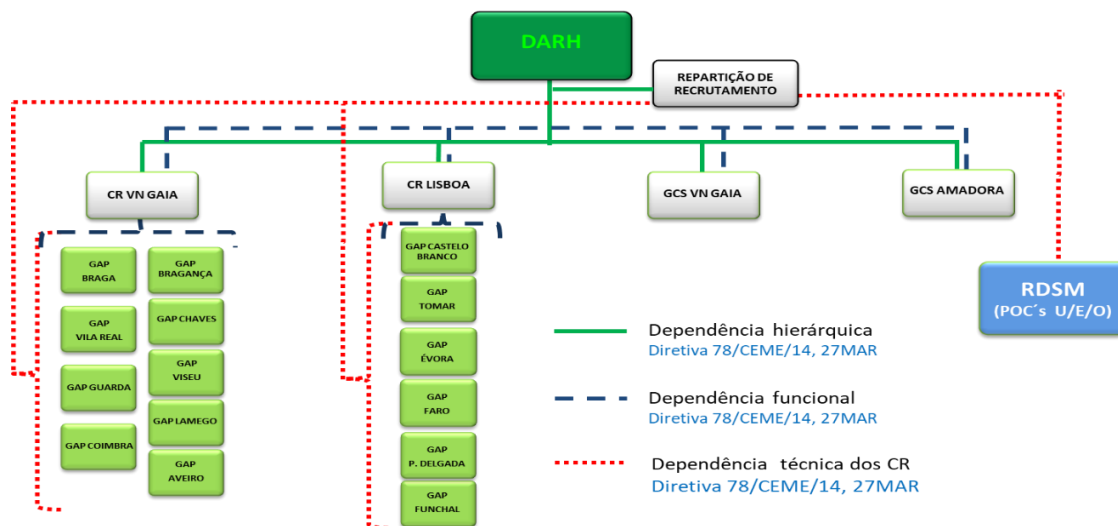 DARH
REPARTIÇÃO DE
RECRUTAMENTO
CR VN GAIA
CR LISBOA
GCS VN GAIA
GCS AMADORA
GAP
BRAGA
GAP
BRAGANÇA
GAP
VILA REAL
GAP CHAVES
GAP GUARDA
GAP
VISEU
GAP COIMBRA
GAP LAMEGO
GAP
AVEIRO
GAP CASTELO
BRANCO
GAP
TOMAR
GAP
ÉVORA
GAP
FARO
GAP
P. DELGADA
GAP
FUNCHAL
RDSM
(POC´s U/E/O)
Dependência hierárquica
Diretiva 78/CEME/14, 27MAR
Dependência funcional
Diretiva 78/CEME/14, 27MAR
Dependência técnica dos CR
Diretiva 78/CEME/14, 27MAR